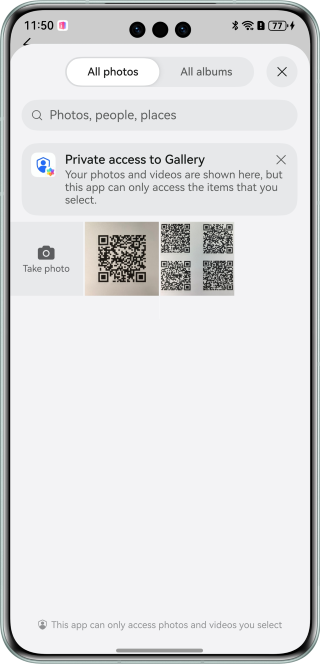 11:50
77
All photos
All albums
Photos, people, places
Private access to Gallery
Your photos and videos are shown here, but
this app can only access the items that you
select.
Take photo
This app can only access photos and videos you select